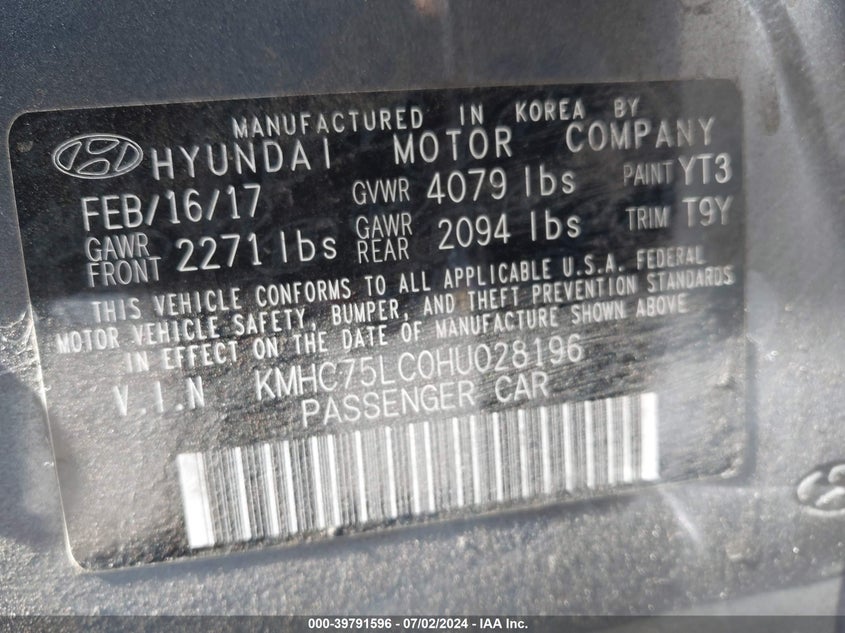 MANUFACTURED IN KOREA BY
HYUNDAI MOTOR COMPANY
FEB/16/17 GVWR 4079 lbs PAINT YT3
GAWR FRONT 2271 lbs GAWR REAR 2094 lbs TRIM T9Y
THIS VEHICLE CONFORMS TO ALL APPLICABLE U.S.A. FEDERAL
MOTOR VEHICLE SAFETY, BUMPER, AND THEFT PREVENTION STANDARDS
IN EFFECT ON THE DATE OF MANUFACTURE SHOWN ABOVE
V.I.N KMHC75LC0HU028196
PASSENGER CAR
000-39791596 | 07/02/2024 | IAA Inc.